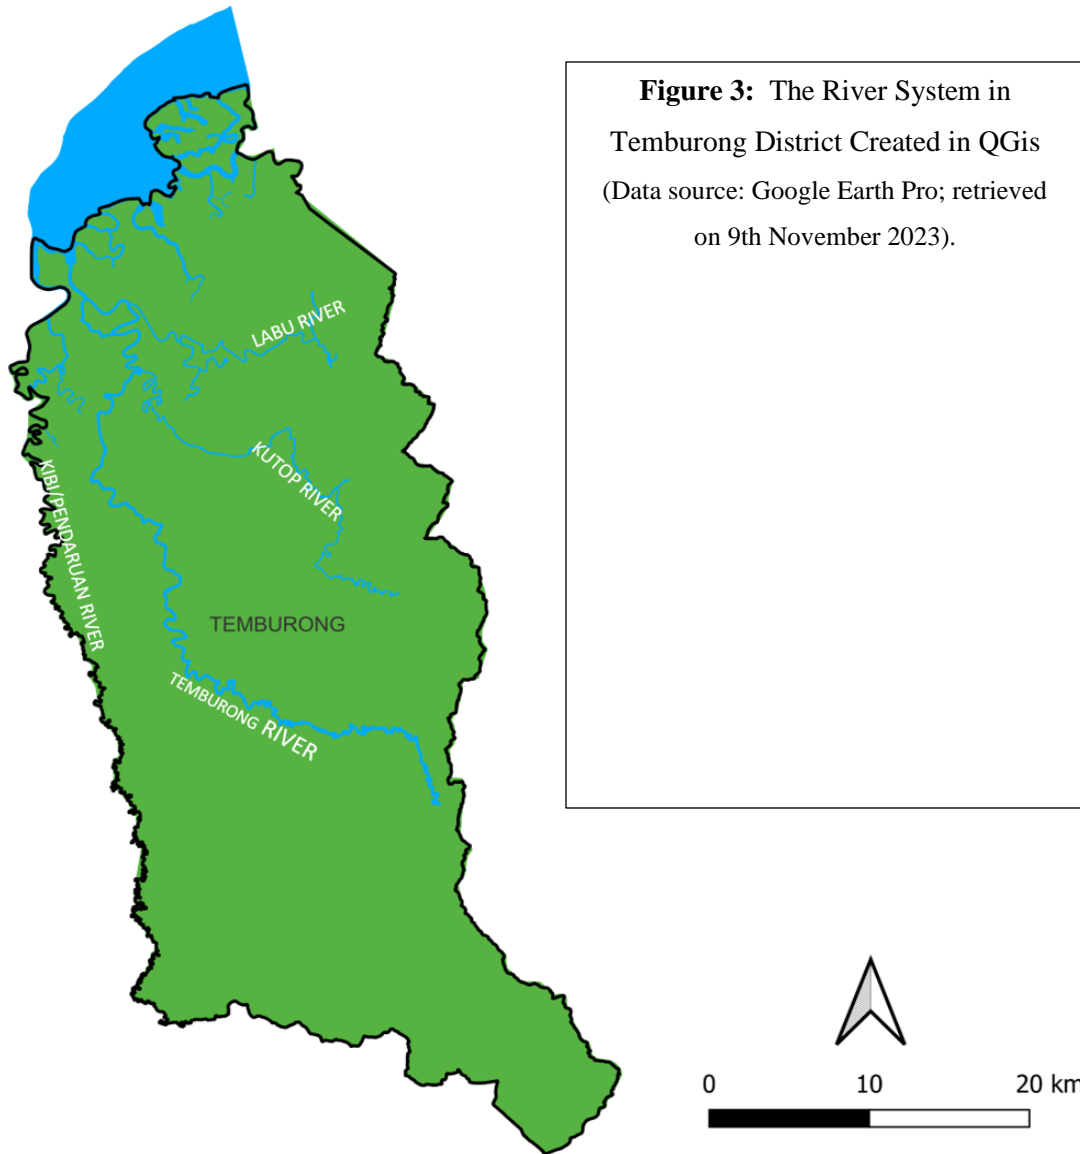 Figure 3: The River System in
Temburong District Created in QGis
(Data source: Google Earth Pro; retrieved
on 9th November 2023).
LABU RIVER
KUTOP RIVER
KIBI/PENDARUAN RIVER
TEMBURONG
TEMBURONG RIVER
0 10 20 km